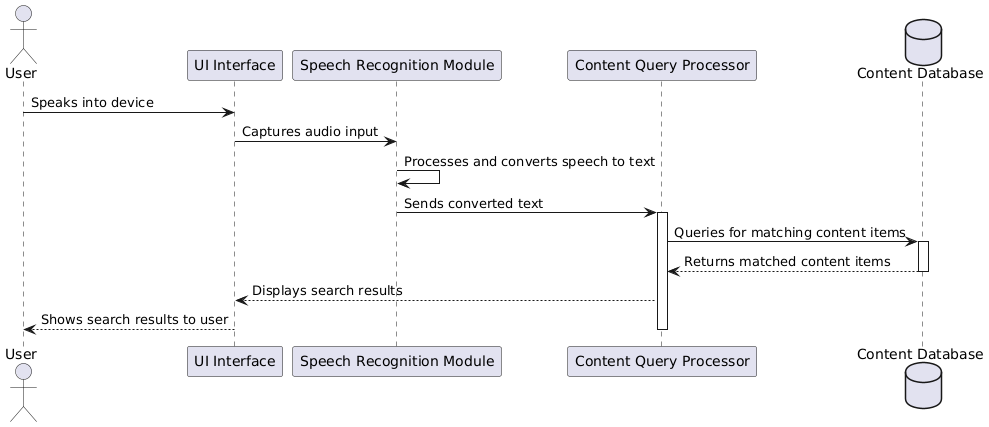 User
UI Interface
Speech Recognition Module
Content Query Processor
Content Database
Speaks into device
Captures audio input
Processes and converts speech to text
Sends converted text
Queries for matching content items
Returns matched content items
Displays search results
Shows search results to user
User
UI Interface
Speech Recognition Module
Content Query Processor
Content Database